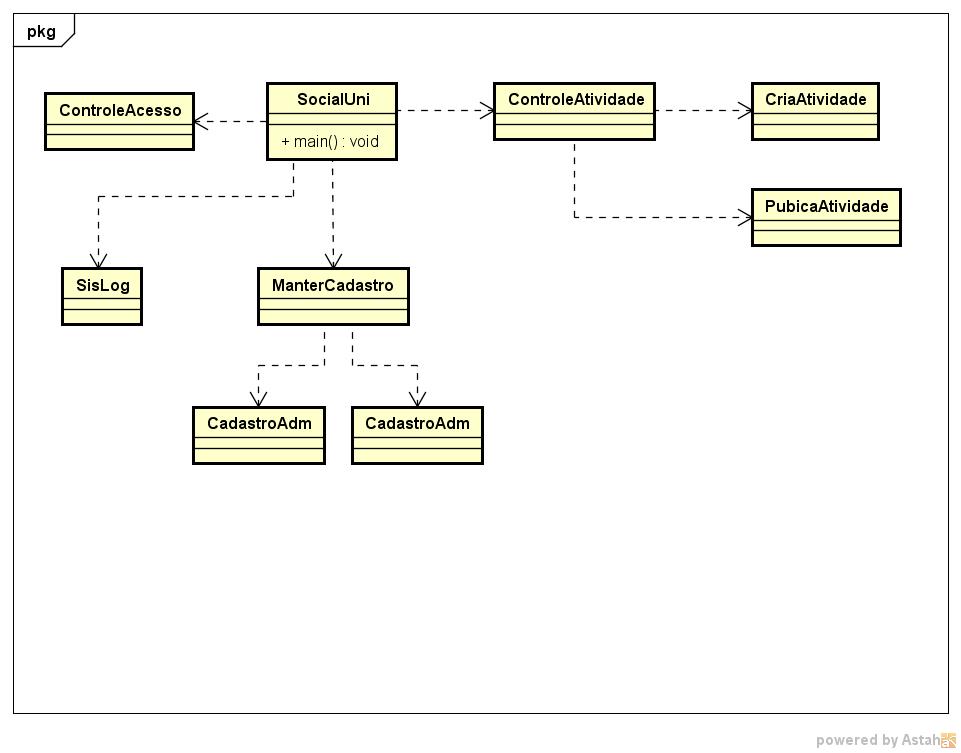 pkg
ControleAcesso
SocialUni
+ main() : void
ControleAtividade
CriaAtividade
PubicaAtividade
SisLog
ManterCadastro
CadastroAdm
CadastroAdm
powered by Astah